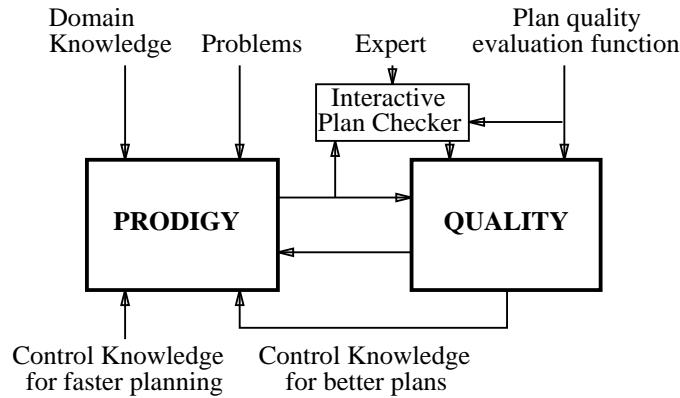 Domain
Knowledge
Problems
Expert
Plan quality
evaluation function
Interactive
Plan Checker
PRODIGY
QUALITY
Control Knowledge
for faster planning
Control Knowledge
for better plans